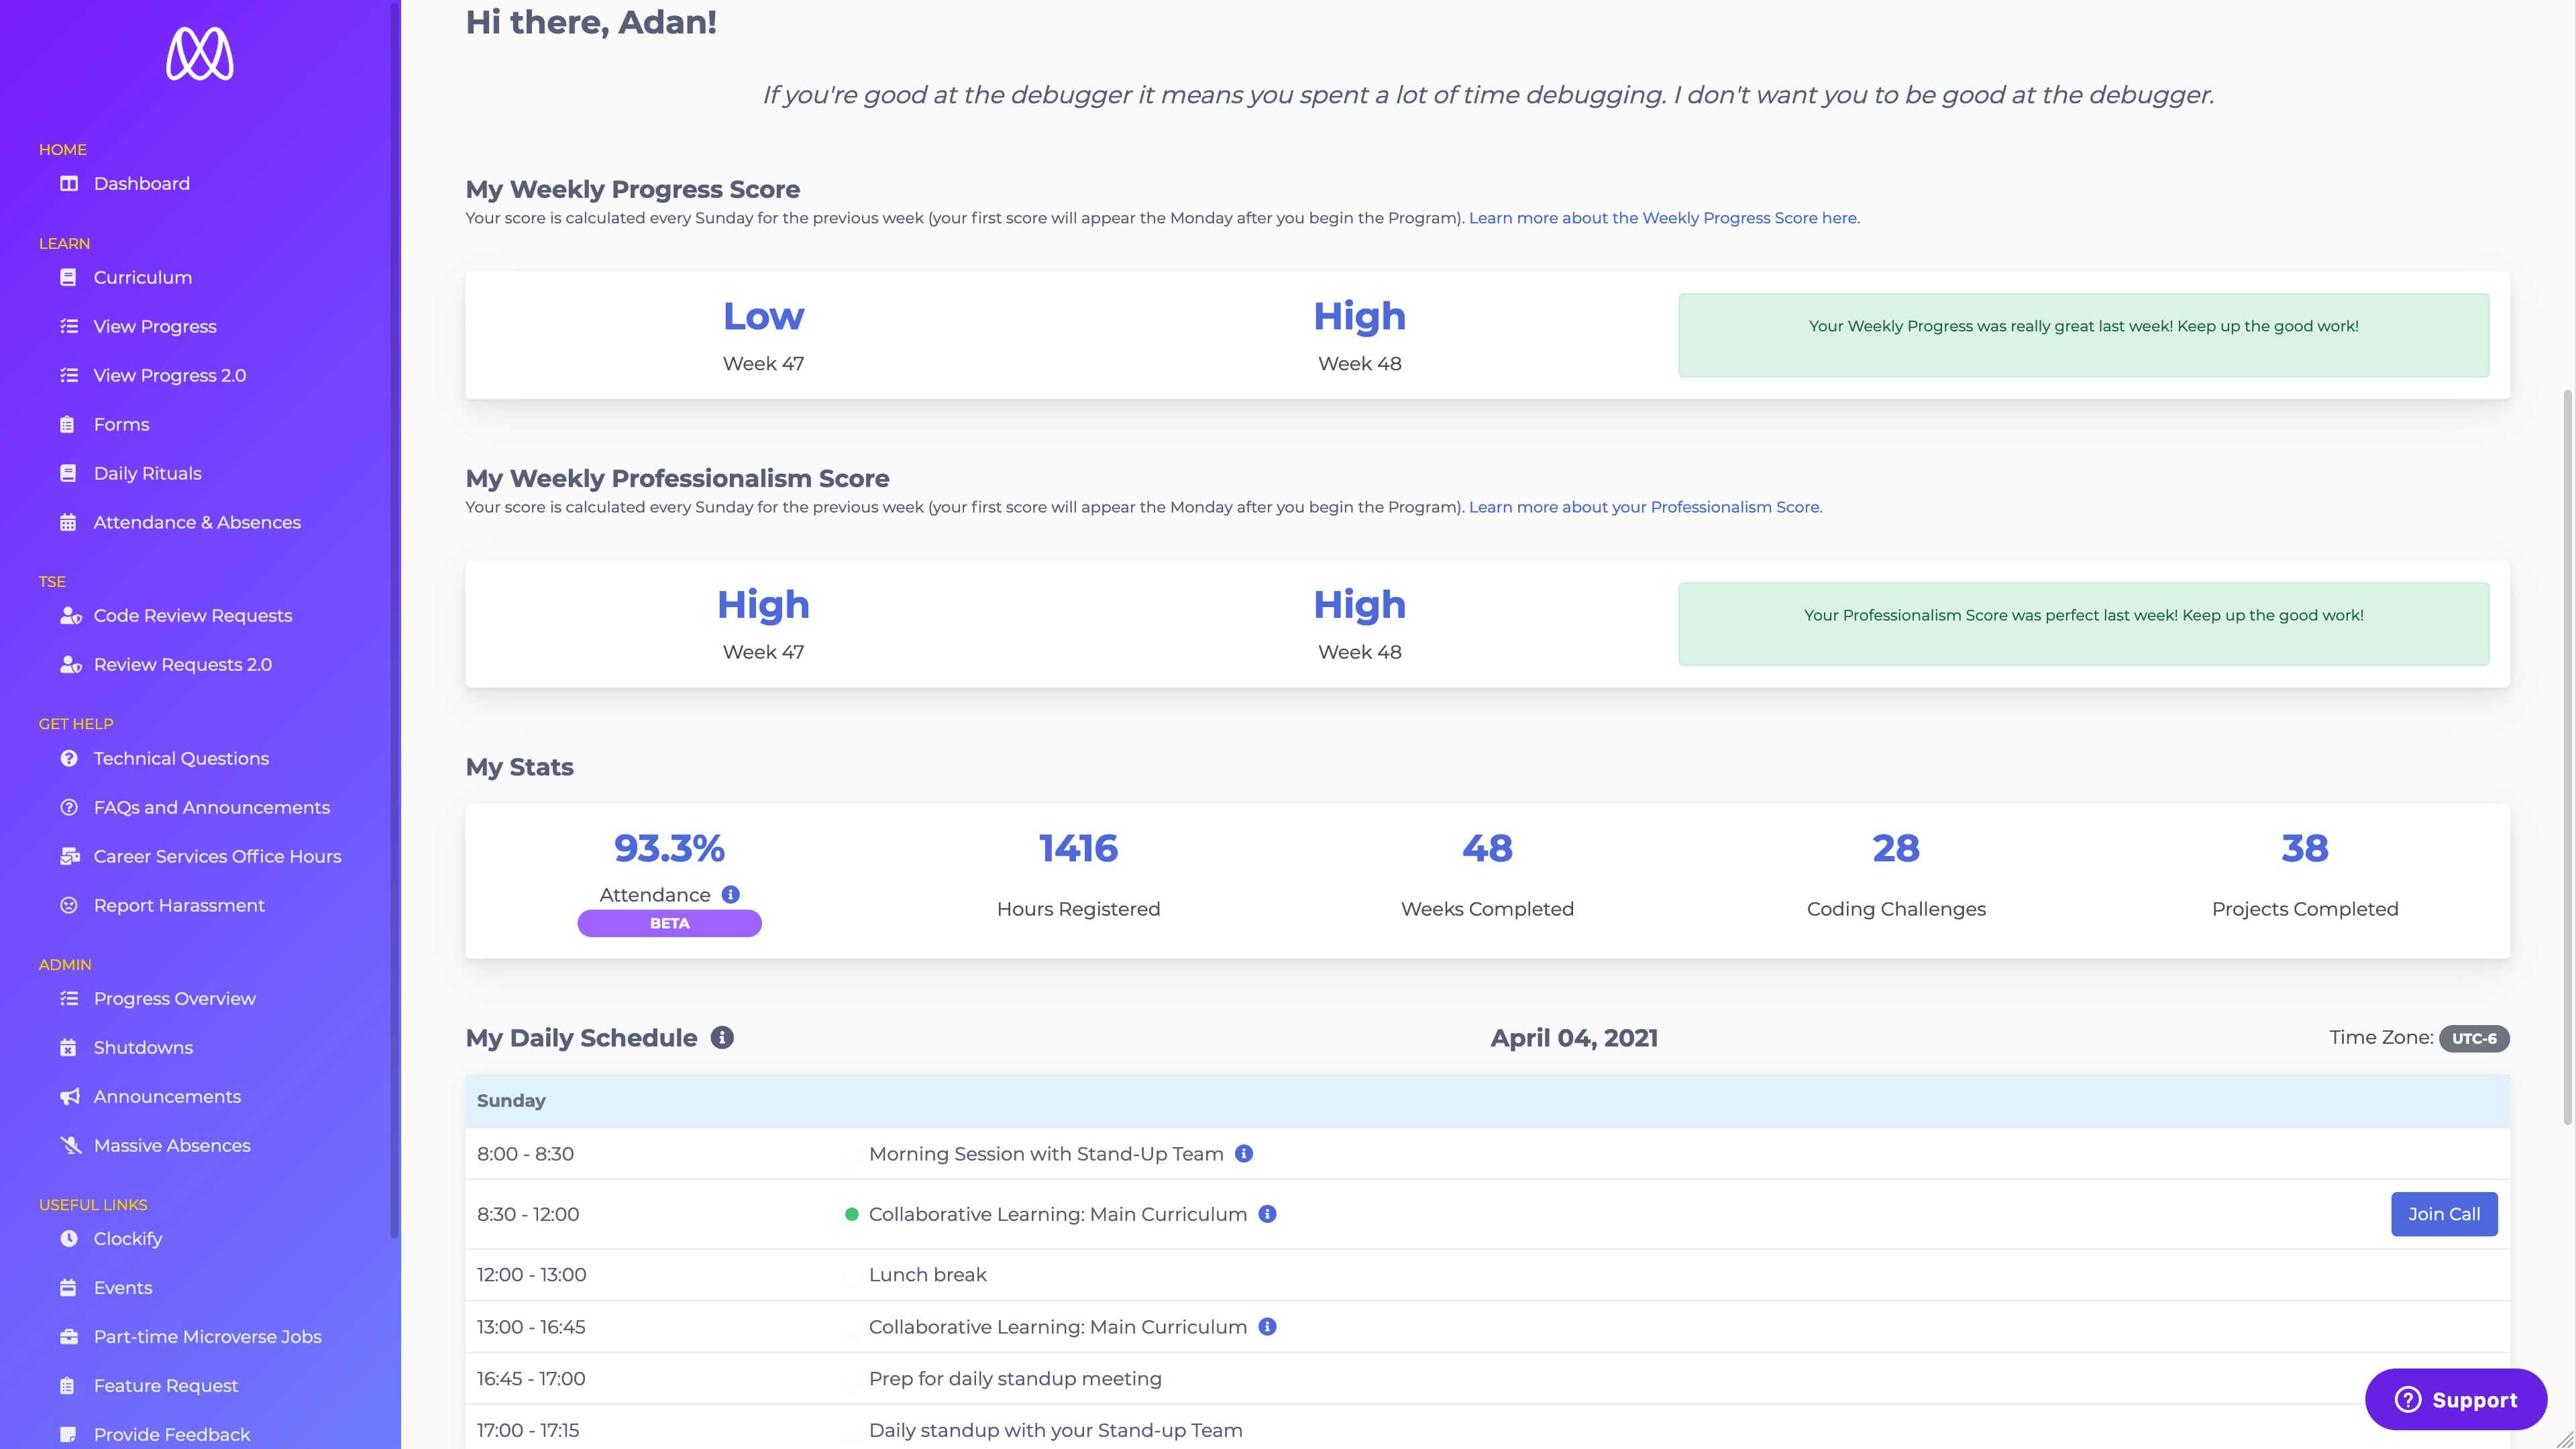 HOME
Dashboard
LEARN
Curriculum
View Progress
View Progress 2.0
Forms
Daily Rituals
Attendance & Absences
TSE
Code Review Requests
Review Requests 2.0
GET HELP
Technical Questions
FAQs and Announcements
Career Services Office Hours
Report Harassment
ADMIN
Progress Overview
Shutdowns
Announcements
Massive Absences
USEFUL LINKS
Clockify
Events
Part-time Microverse Jobs
Feature Request
Provide Feedback
Hi there, Adan!
If you're good at the debugger it means you spent a lot of time debugging. I don't want you to be good at the debugger.
My Weekly Progress Score
Your score is calculated every Sunday for the previous week (your first score will appear the Monday after you begin the Program). Learn more about the Weekly Progress Score here.
Low
Week 47
High
Week 48
Your Weekly Progress was really great last week! Keep up the good work!
My Weekly Professionalism Score
Your score is calculated every Sunday for the previous week (your first score will appear the Monday after you begin the Program). Learn more about your Professionalism Score.
High
Week 47
High
Week 48
Your Professionalism Score was perfect last week! Keep up the good work!
My Stats
93.3%
Attendance
BETA
1416
Hours Registered
48
Weeks Completed
28
Coding Challenges
38
Projects Completed
My Daily Schedule
April 04, 2021
Time Zone: UTC-6
Sunday
8:00 - 8:30 Morning Session with Stand-Up Team
8:30 - 12:00 Collaborative Learning: Main Curriculum Join Call
12:00 - 13:00 Lunch break
13:00 - 16:45 Collaborative Learning: Main Curriculum
16:45 - 17:00 Prep for daily standup meeting
17:00 - 17:15 Daily standup with your Stand-up Team
Support